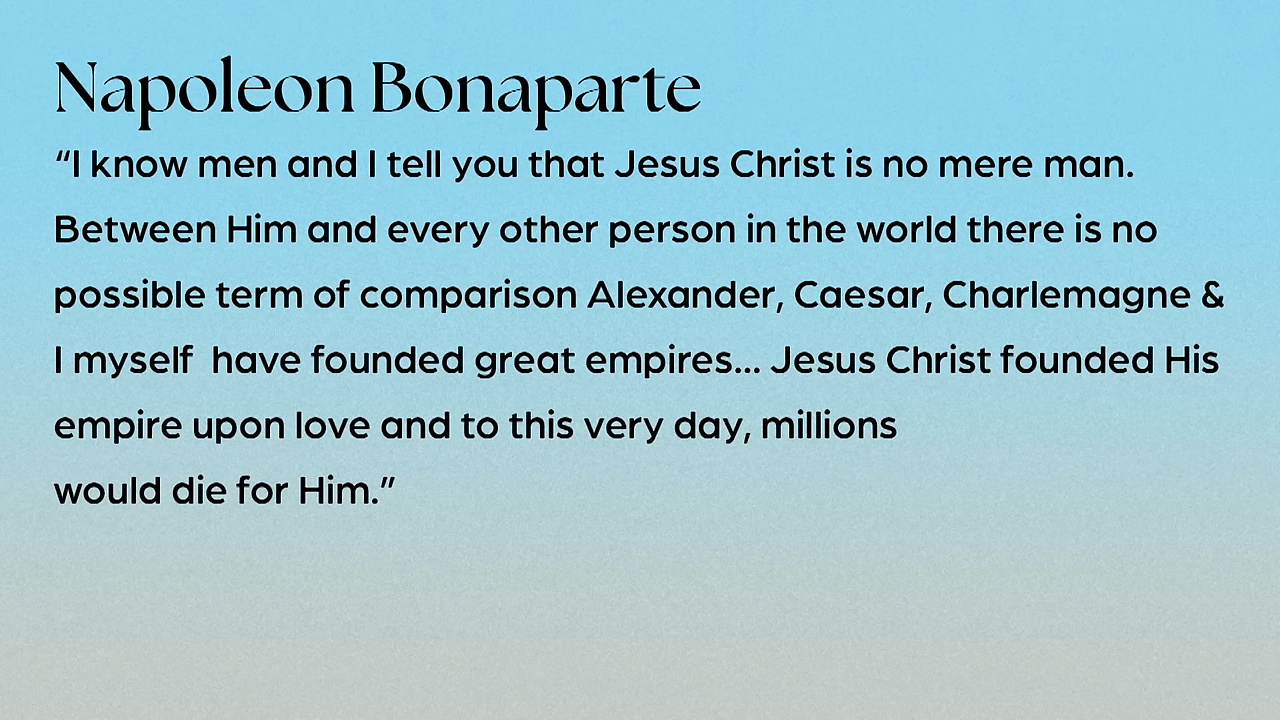 Napoleon Bonaparte
“I know men and I tell you that Jesus Christ is no mere man.
Between Him and every other person in the world there is no
possible term of comparison Alexander, Caesar, Charlemagne &
I myself  have founded great empires... Jesus Christ founded His
empire upon love and to this very day, millions
would die for Him.”